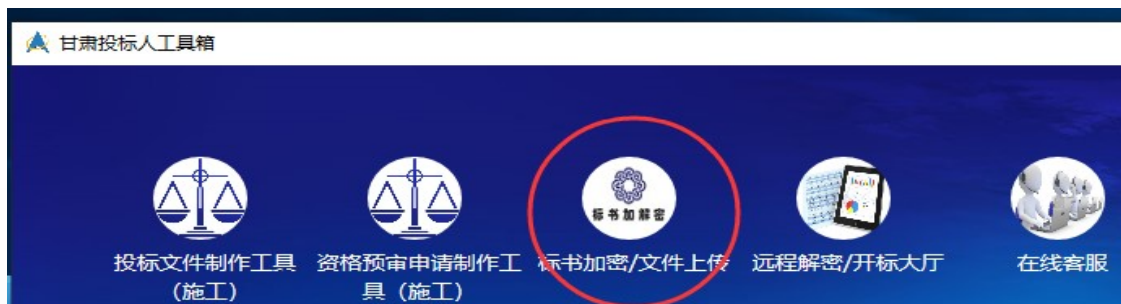 甘肃投标人工具箱
标书加解密
投标文件制作工具
(施工)
资格预审申请制作工
具（施工）
标书加密/文件上传
远程解密/开标大厅
在线客服